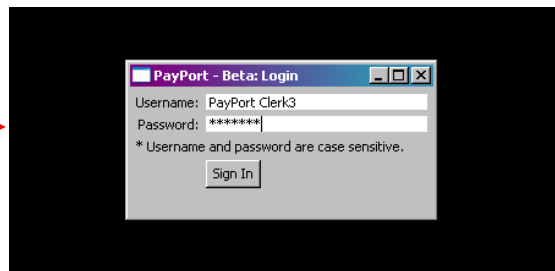 PayPort - Beta: Login
Username: PayPort Clerk3
Password: *******
* Username and password are case sensitive.
Sign In